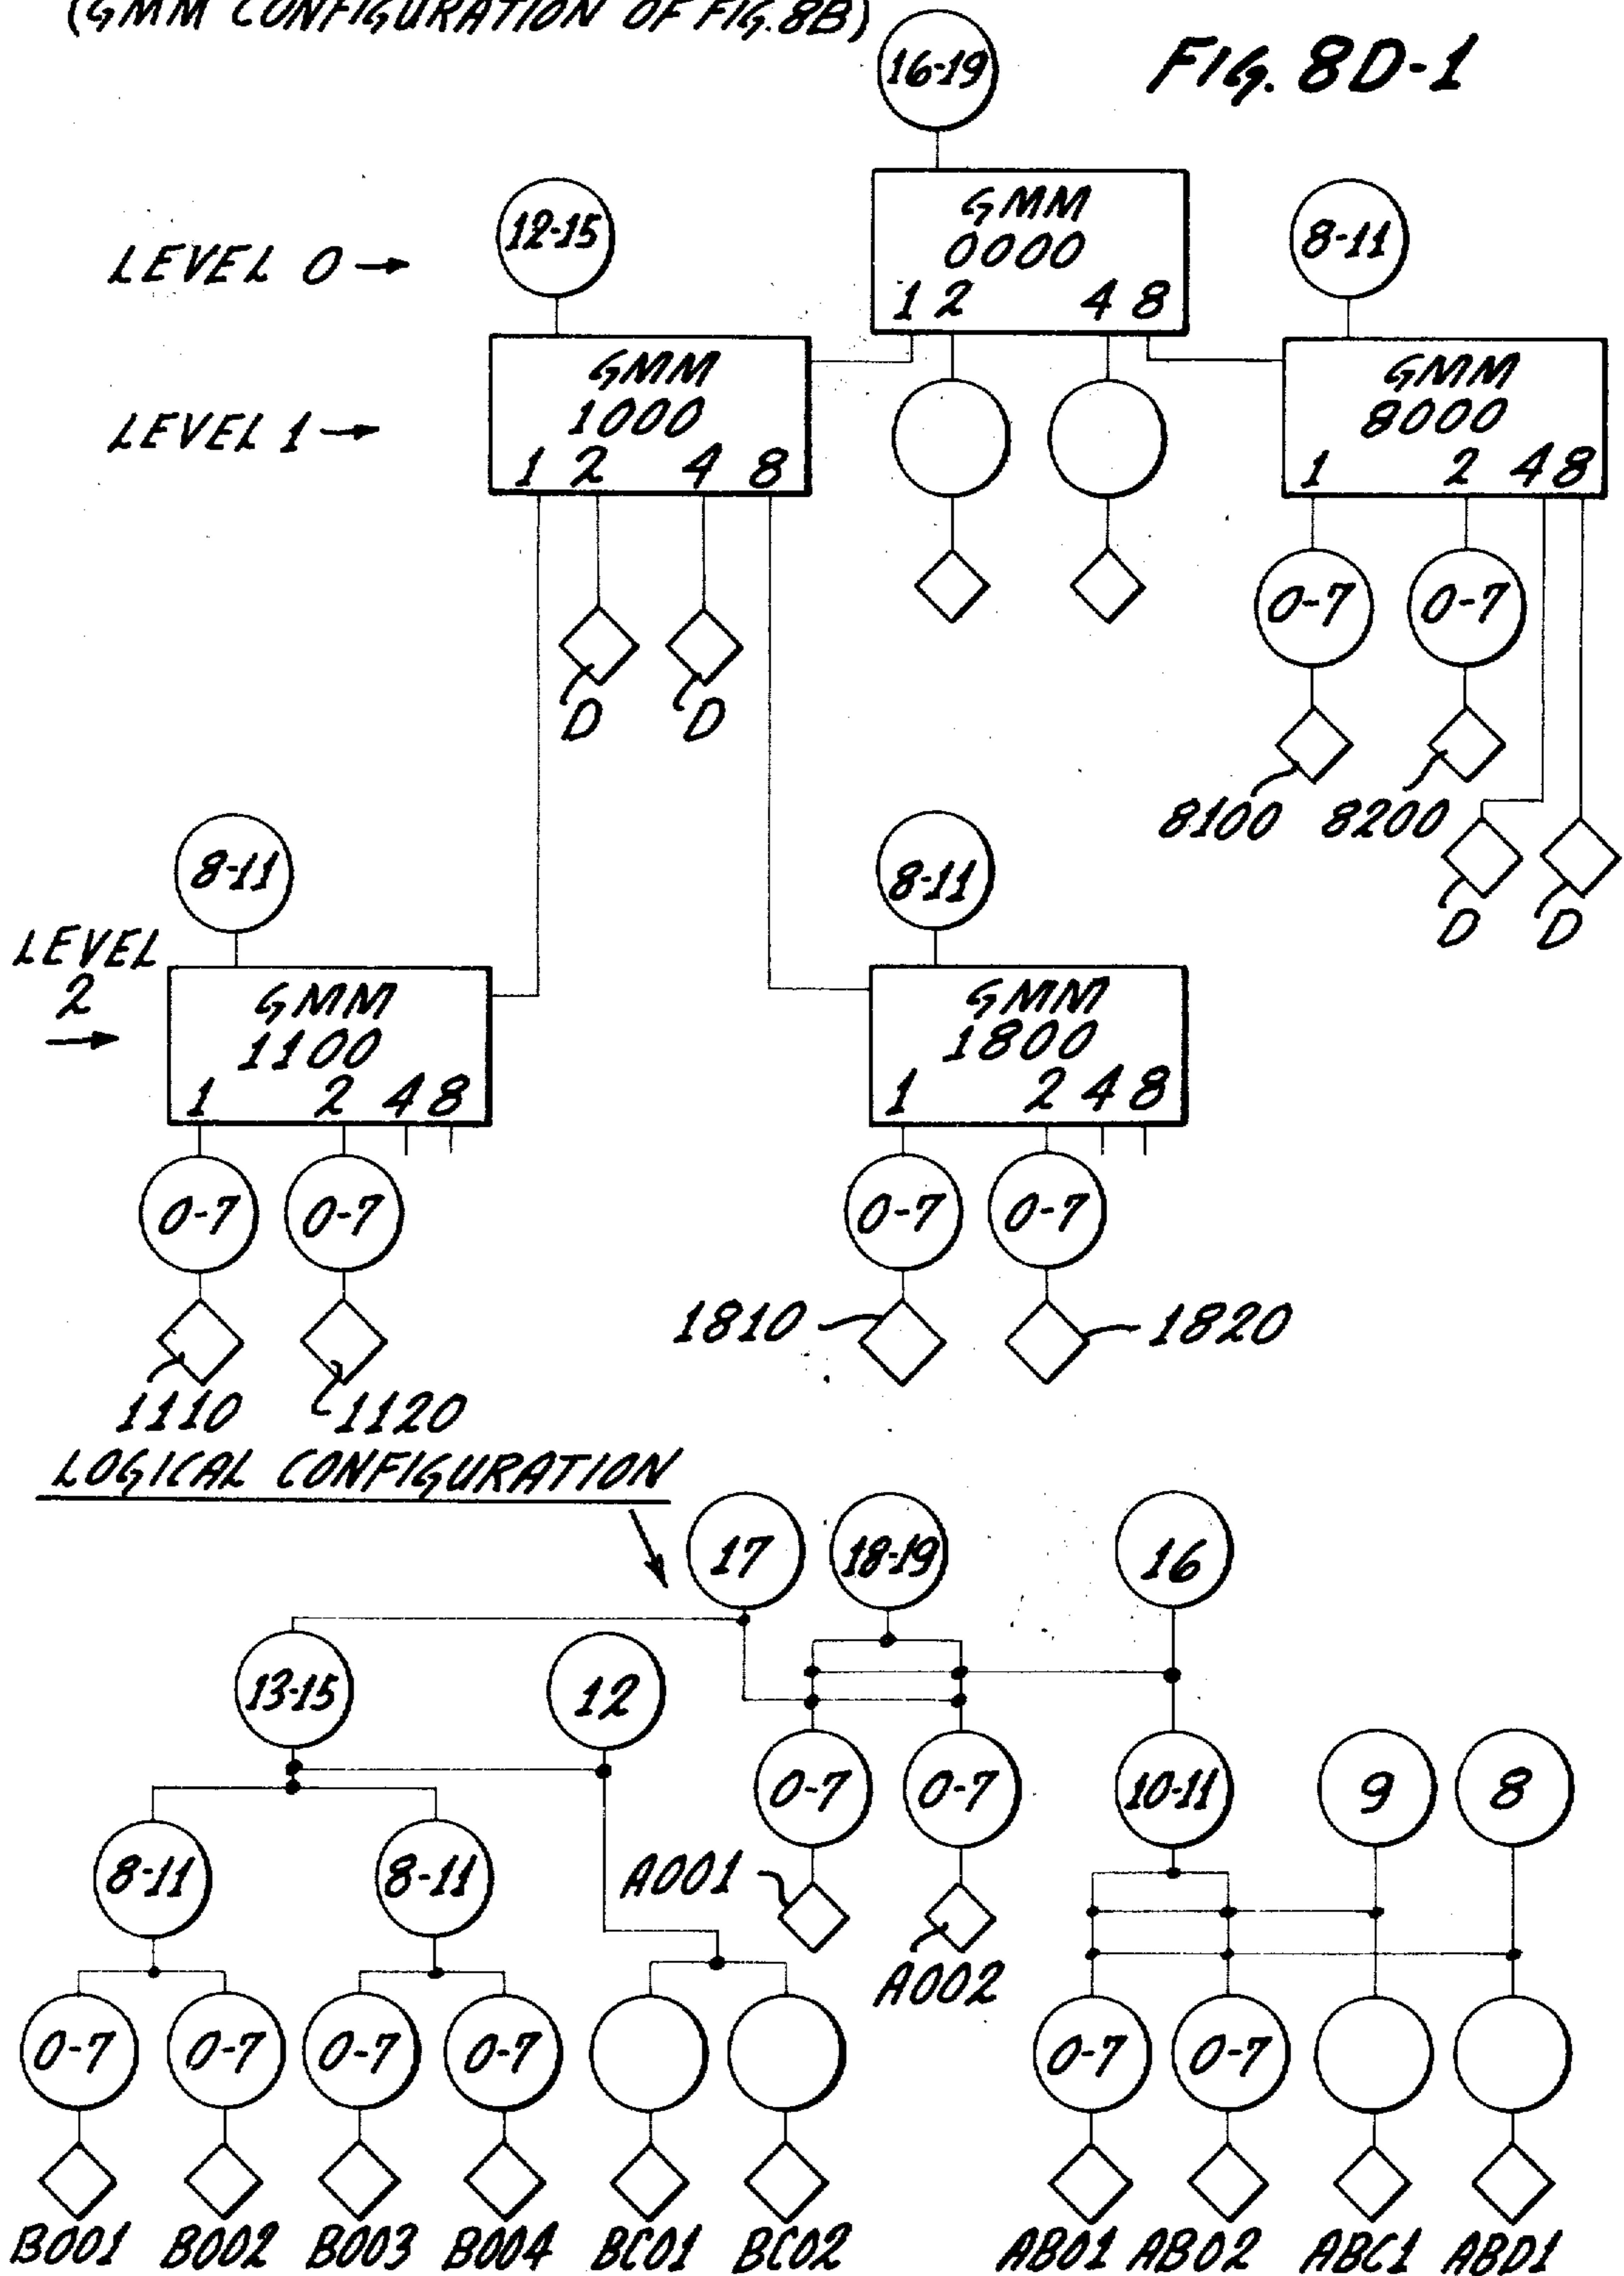 (GMM CONFIGURATION OF FIG. 8B)
FIG. 8D-1
16-19
LEVEL 0
12-15
GMM
0000
1 2 4 8
8-11
LEVEL 1
GMM
1000
1 2 4 8
GMM
8000
1 2 4 8
D
D
0-7
0-7
8100
8200
D
D
LEVEL
2
8-11
GMM
1100
1 2 4 8
8-11
GMM
1800
1 2 4 8
0-7
0-7
0-7
0-7
1110
1120
1810
1820
LOGICAL CONFIGURATION
17
18-19
16
13-15
12
0-7
0-7
10-11
9
8
8-11
8-11
A001
A002
0-7
0-7
0-7
0-7
0-7
0-7
B001
B002
B003
B004
BC01
BC02
AB01
AB02
ABC1
ABD1